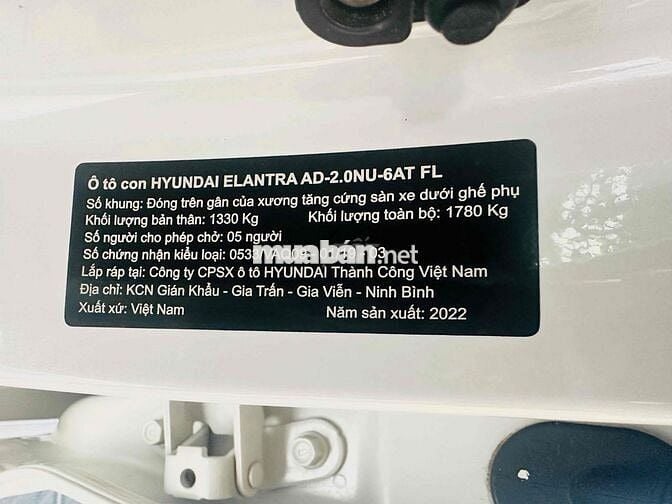 Ô tô con HYUNDAI ELANTRA AD-2.0NU-6AT FL
Số khung: Đóng trên gân của xương tăng cứng sàn xe dưới ghế phụ
Khối lượng bản thân: 1330 Kg Khối lượng toàn bộ: 1780 Kg
Số người cho phép chở: 05 người
Số chứng nhận kiểu loại:
muaban.net
Lắp ráp tại: Công ty CPSX ô tô HYUNDAI Thành Công Việt Nam
Địa chỉ: KCN Gián Khẩu - Gia Trấn - Gia Viễn - Ninh Bình
Xuất xứ: Việt Nam Năm sản xuất: 2022